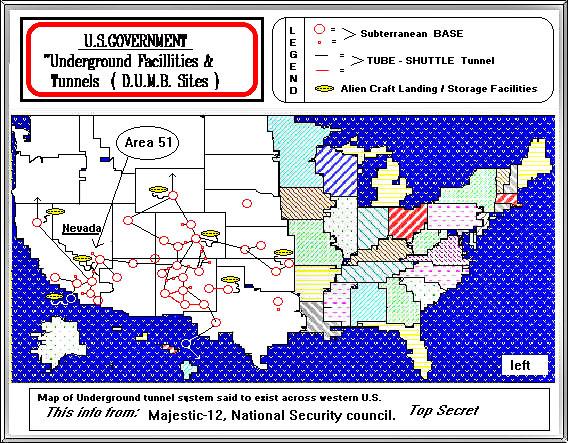 U.S.GOVERNMENT
"Underground Facillities &
Tunnels ( D.U.M.B. Sites )
LEGEND
= > Subterranean BASE
=
= > TUBE - SHUTTLE Tunnel
=
= Alien Craft Landing / Storage Facilities
Area 51
Nevada
left
Map of Underground tunnel system said to exist across western U.S.
This info from: Majestic-12, National Security council. Top Secret